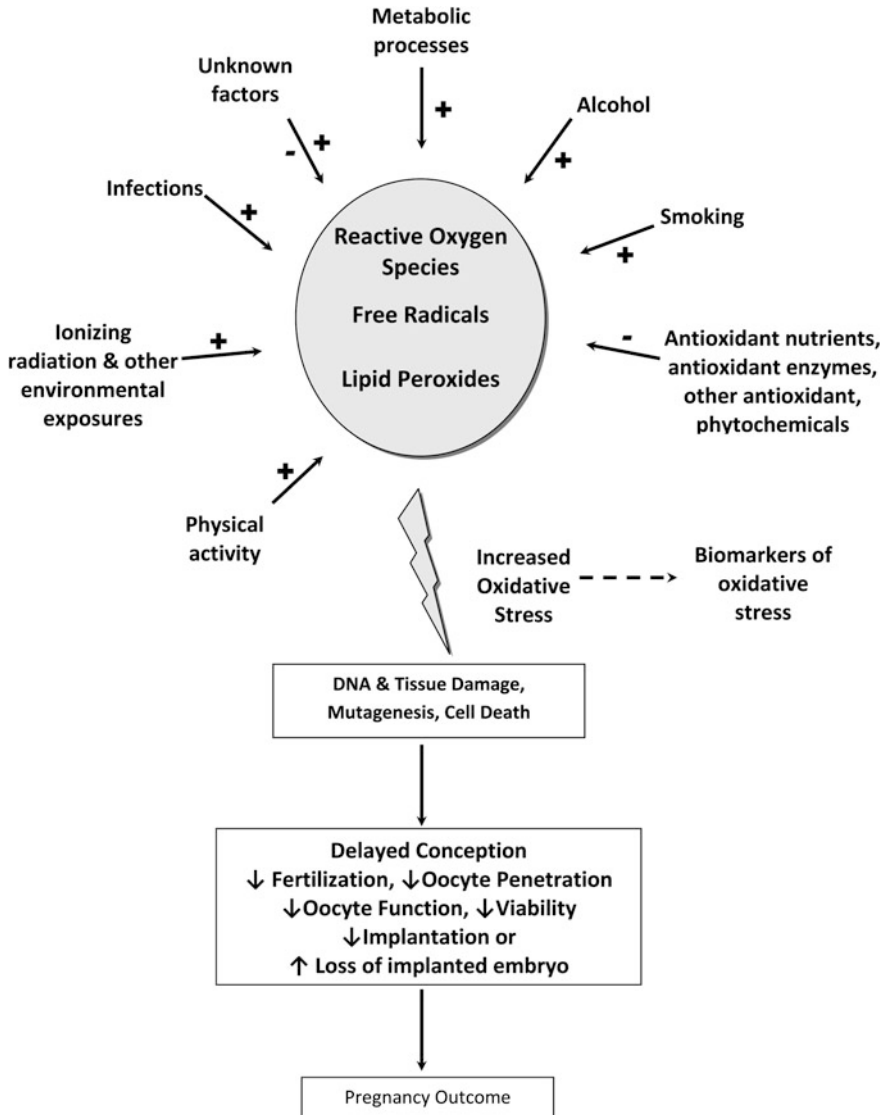 Metabolic
processes
+
Unknown
factors
- +
Alcohol
+
Infections
+
Smoking
+
Reactive Oxygen
Species
Free Radicals
Lipid Peroxides
Ionizing
radiation & other
environmental
exposures
+
-
Antioxidant nutrients,
antioxidant enzymes,
other antioxidant,
phytochemicals
+
Physical
activity
Increased
Oxidative
Stress
Biomarkers of
oxidative
stress
DNA & Tissue Damage,
Mutagenesis, Cell Death
Delayed Conception
↓ Fertilization, ↓Oocyte Penetration
↓Oocyte Function, ↓Viability
↓Implantation or
↑ Loss of implanted embryo
Pregnancy Outcome